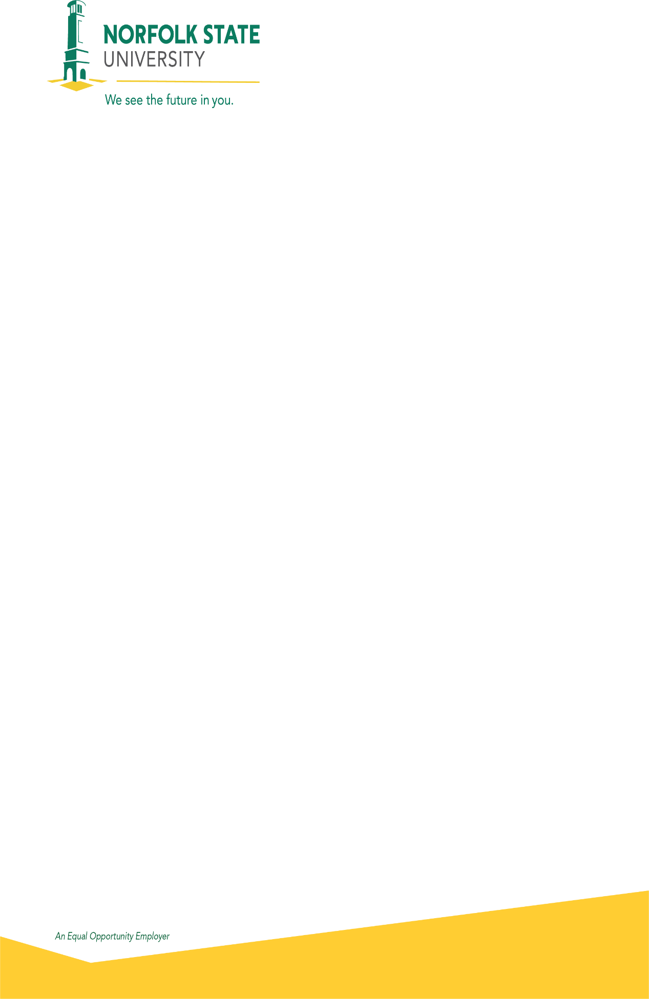 NORFOLK STATE
UNIVERSITY
We see the future in you.
An Equal Opportunity Employer